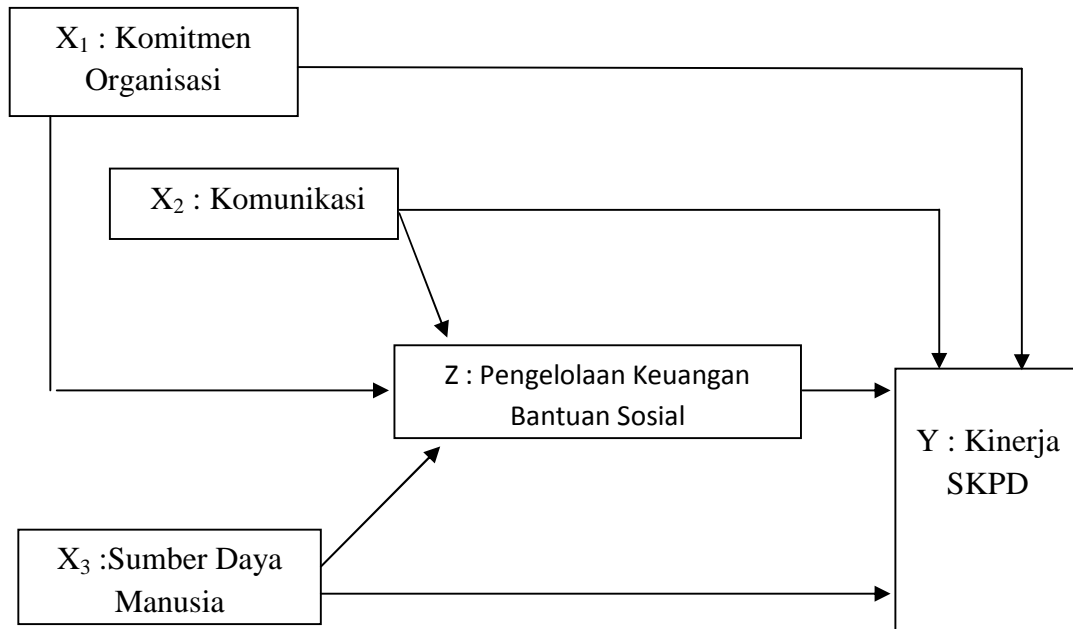 X₁ : Komitmen
Organisasi
X₂ : Komunikasi
Z : Pengelolaan Keuangan
Bantuan Sosial
Y : Kinerja
SKPD
X₃ :Sumber Daya
Manusia